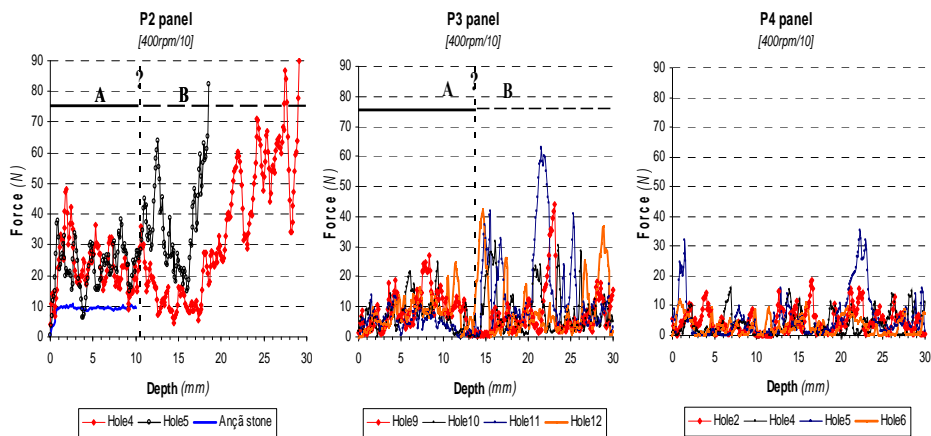 P2 panel
[400rpm/10]
90
80
70
60
50
40
30
20
10
0
Force (N)
A
?
B
0 5 10 15 20 25 30
Depth (mm)
Hole4 Hole5 Ançã stone
P3 panel
[400rpm/10]
90
80
70
60
50
40
30
20
10
0
Force (N)
A
?
B
0 5 10 15 20 25 30
Depth (mm)
Hole9 Hole10 Hole11 Hole12
P4 panel
[400rpm/10]
90
80
70
60
50
40
30
20
10
0
Force (N)
0 5 10 15 20 25 30
Depth (mm)
Hole2 Hole4 Hole5 Hole6